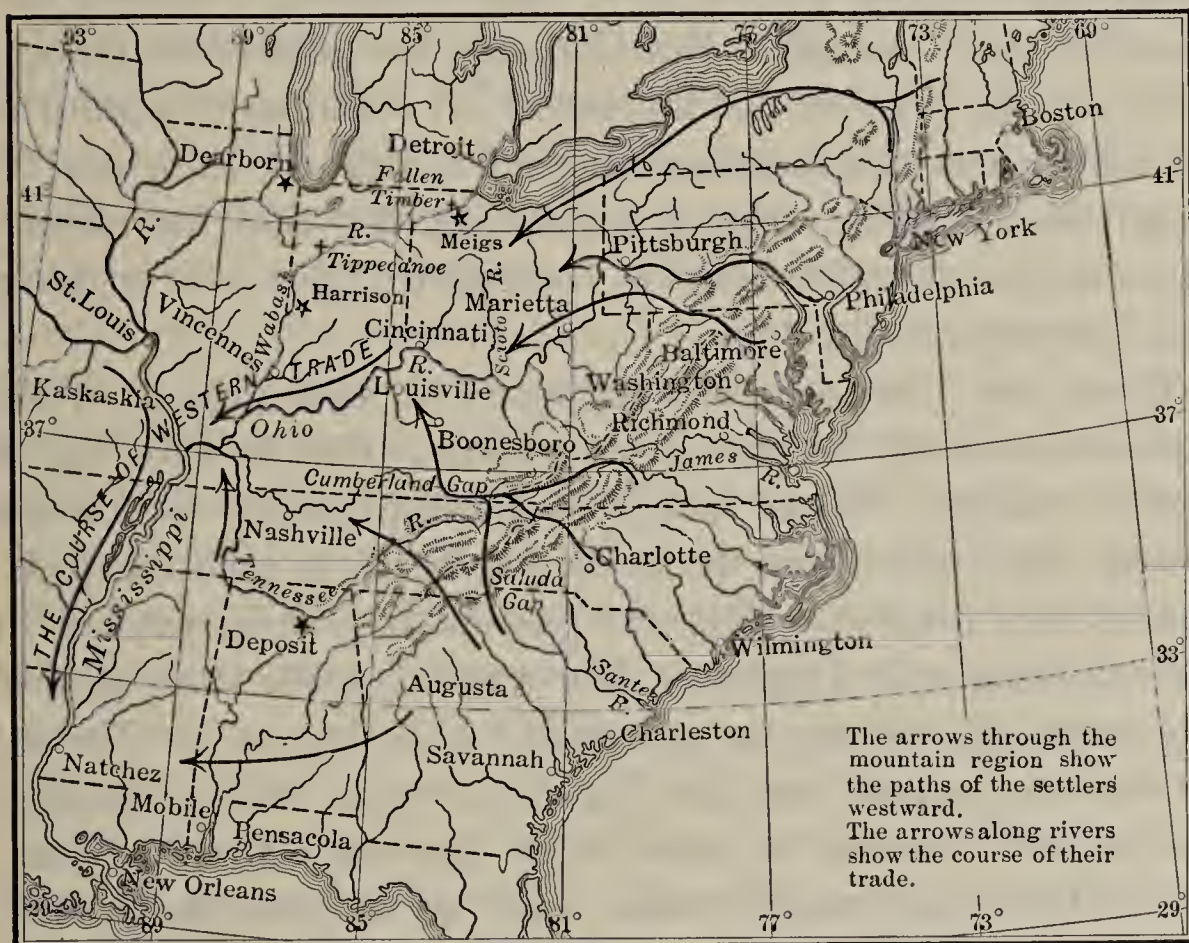 93°
89°
85°
81°
77°
73°
69°
Boston
Dearborn
Detroit
Fallen
Timber
41°
41°
R.
Meigs
R.
Tippecanoe
Pittsburgh
New York
St. Louis
Vincennes
Wabash
Harrison
Marietta
Scioto R.
Philadelphia
Cincinnati
Baltimore
Kaskaskia
THE COURSE OF WESTERN TRADE
R.
Louisville
Washington
37°
Ohio
Boonesboro
Richmond
37°
James
R.
Cumberland Gap
Nashville
R.
Tennessee
Charlotte
Saluda
Gap
Mississippi
Deposit
Wilmington
33°
Augusta
Santee
R.
Charleston
Natchez
Savannah
Mobile
Pensacola
New Orleans
The arrows through the
mountain region show
the paths of the settlers
westward.
The arrows along rivers
show the course of their
trade.
29°
89°
85°
81°
77°
73°
29°